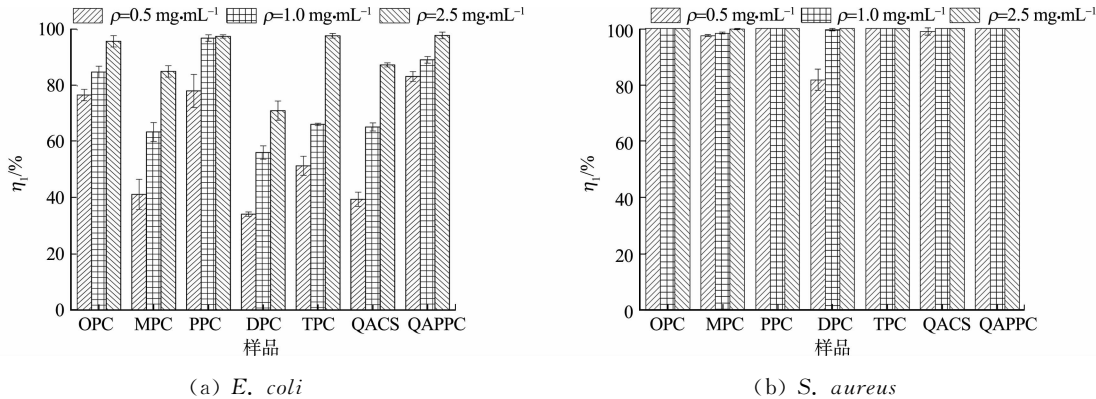 ρ=0.5 mg·mL⁻¹ ρ=1.0 mg·mL⁻¹ ρ=2.5 mg·mL⁻¹
100
80
60
40
20
0
η₁/%
OPC MPC PPC DPC TPC QACS QAPPC
样品
(a) E. coli
ρ=0.5 mg·mL⁻¹ ρ=1.0 mg·mL⁻¹ ρ=2.5 mg·mL⁻¹
100
80
60
40
20
0
η₁/%
OPC MPC PPC DPC TPC QACS QAPPC
样品
(b) S. aureus